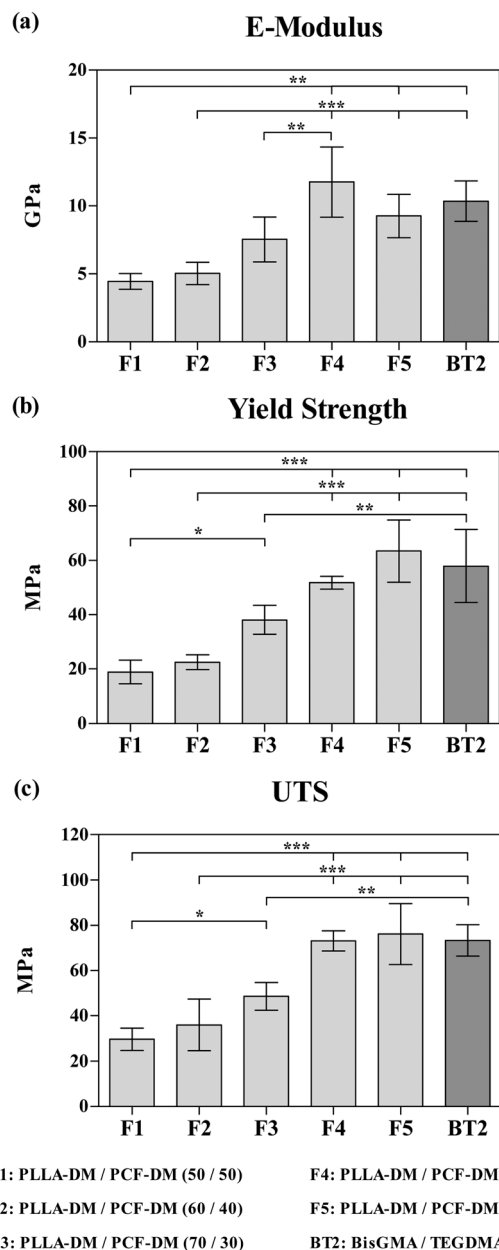 (a)
E-Modulus
20
**
***
15
**
GPa
10
5
0
F1 F2 F3 F4 F5 BT2
(b)
Yield Strength
100
***
80
***
**
*
60
MPa
40
20
0
F1 F2 F3 F4 F5 BT2
(c)
UTS
120
***
100
***
**
80
*
MPa
60
40
20
0
F1 F2 F3 F4 F5 BT2
1: PLLA-DM / PCF-DM (50 / 50) F4: PLLA-DM / PCF-DM
2: PLLA-DM / PCF-DM (60 / 40) F5: PLLA-DM / PCF-DM
3: PLLA-DM / PCF-DM (70 / 30) BT2: BisGMA / TEGDMA